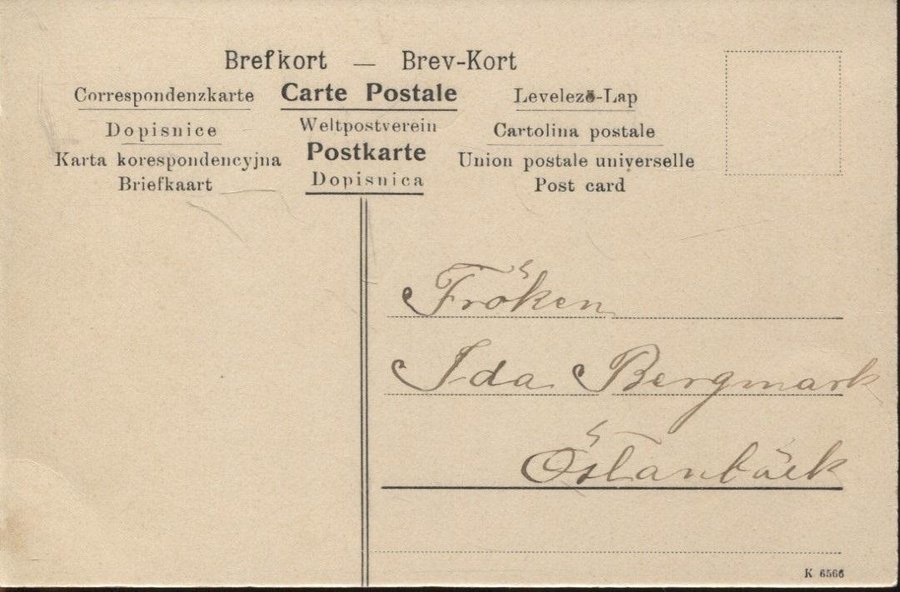 Brefkort — Brev-Kort
Correspondenzkarte Carte Postale Levelező-Lap
Dopisnice Weltpostverein Cartolina postale
Karta korespondencyjna Postkarte Union postale universelle
Briefkaart Dopisnica Post card
Fröken
Ida Bergmark
Östanbäck
K 6566